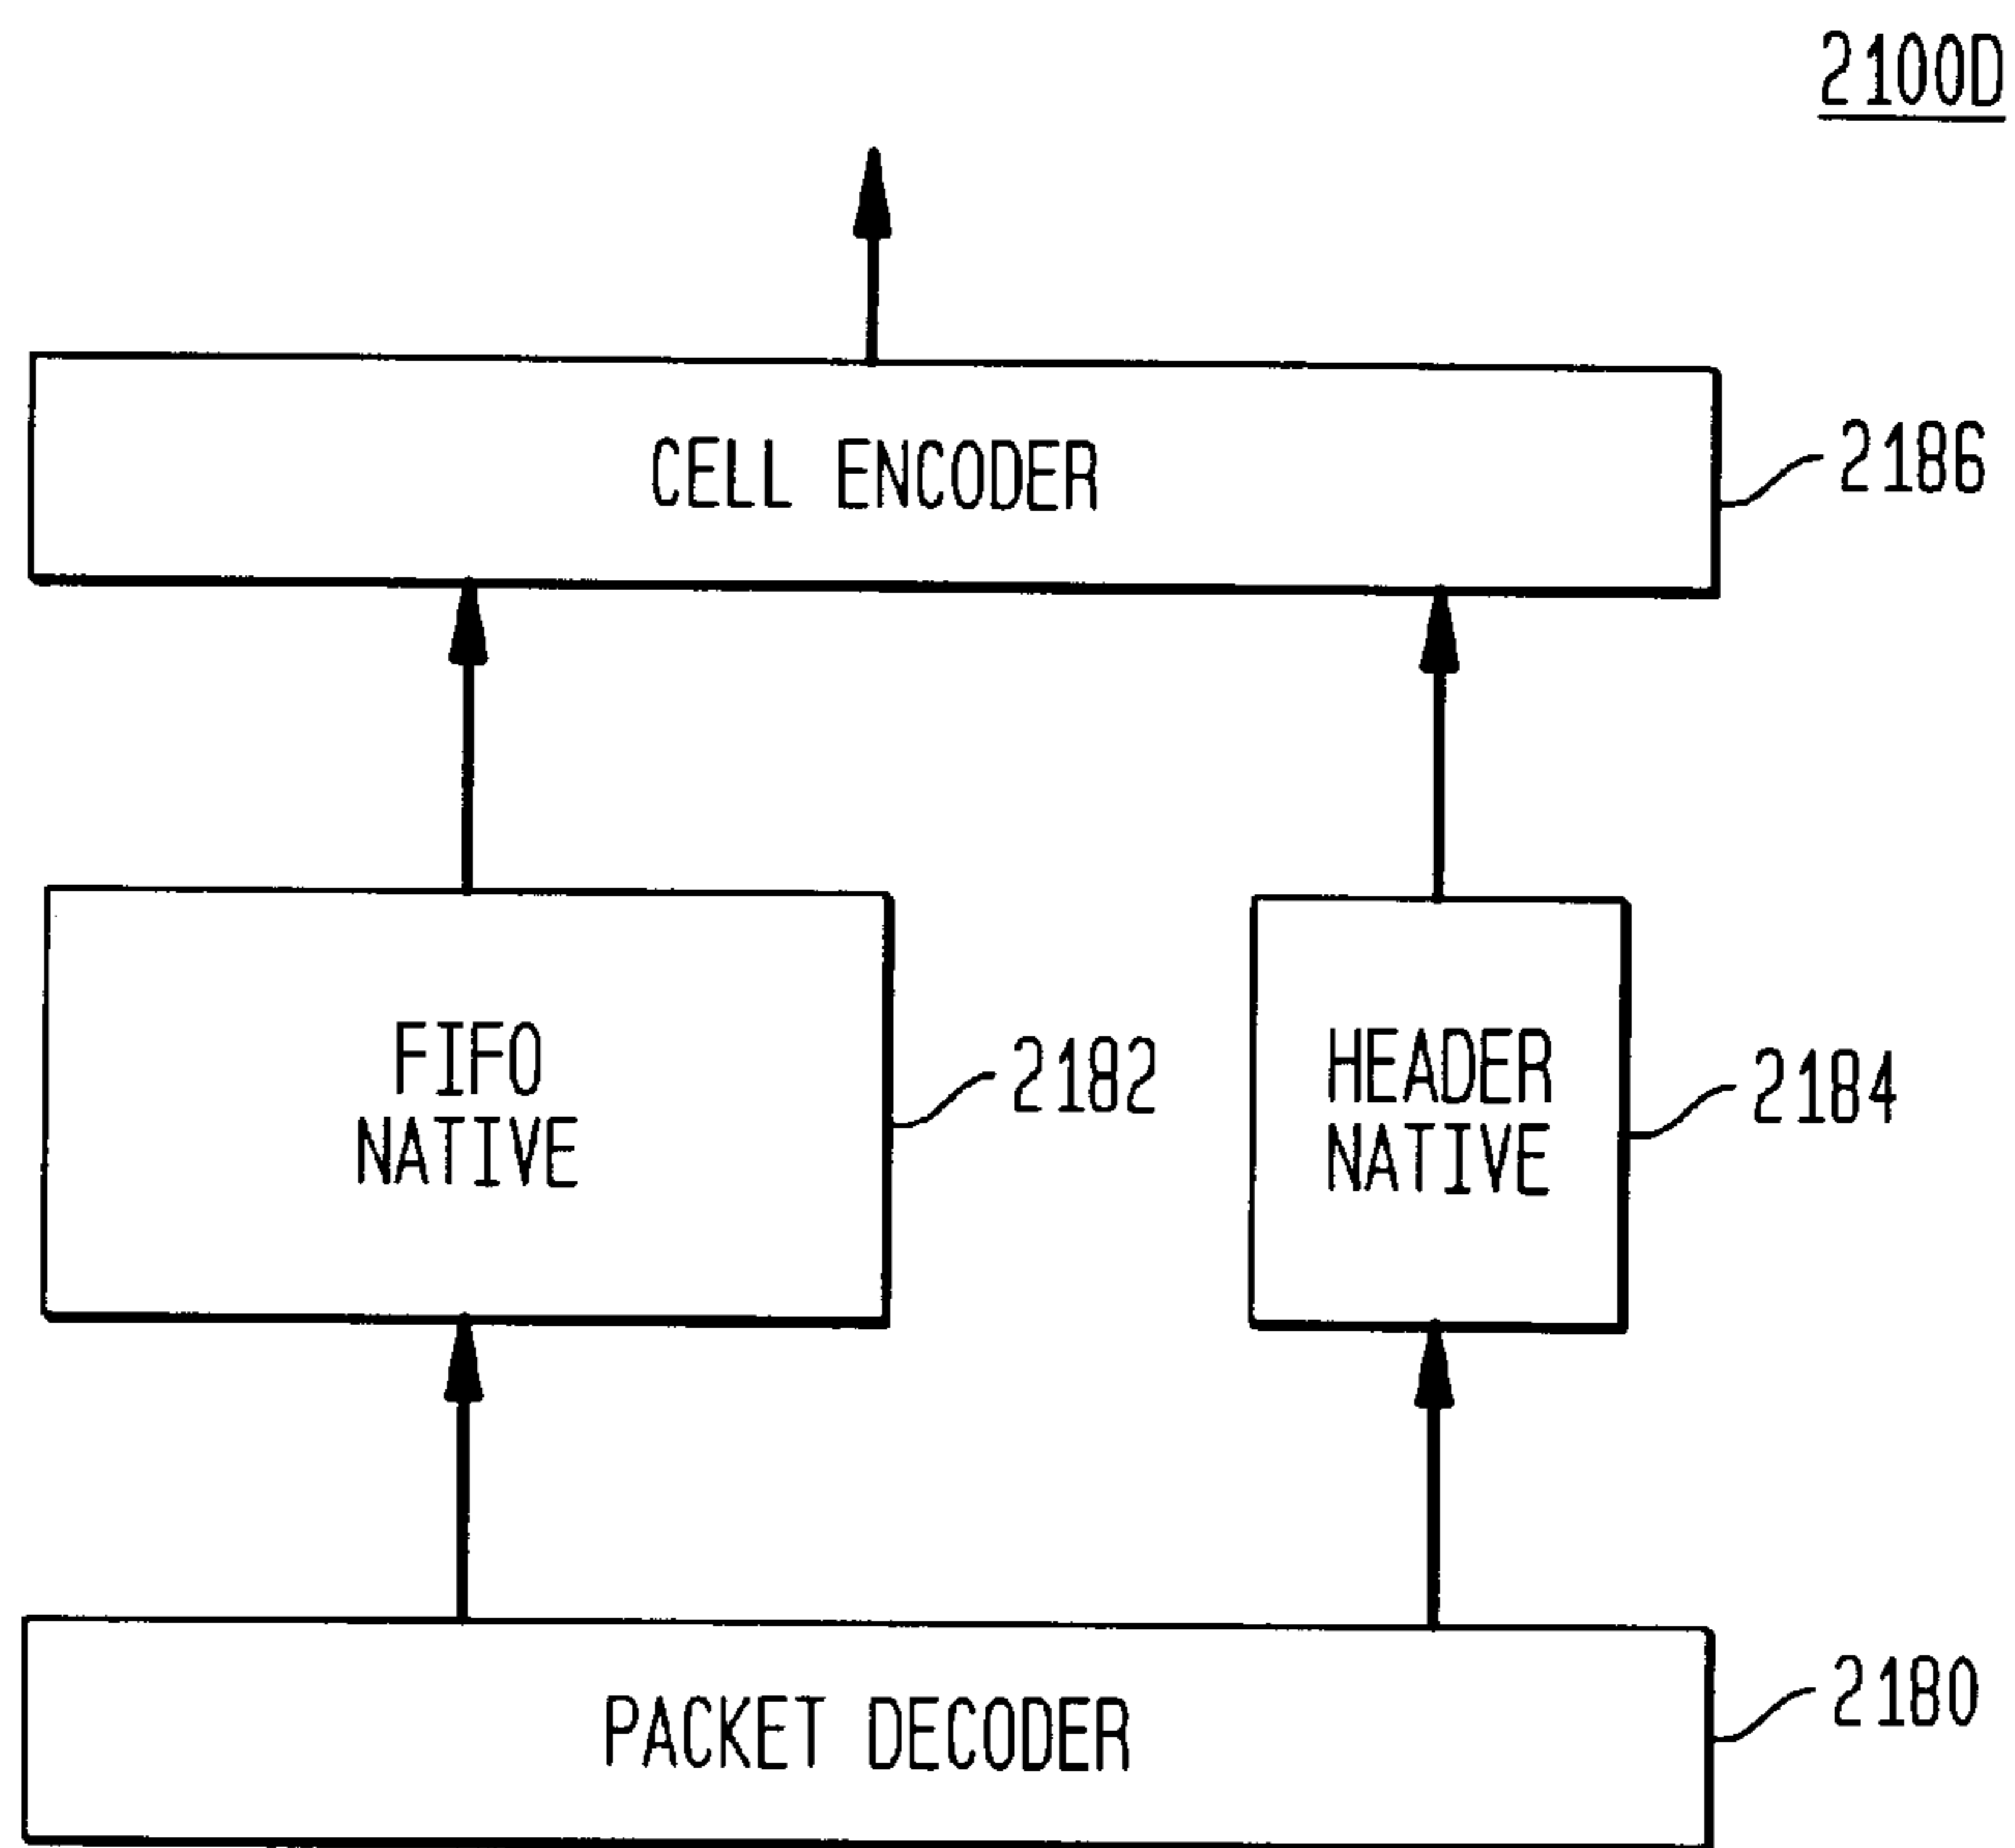 2100D
CELL ENCODER
2186
FIFO
NATIVE
2182
HEADER
NATIVE
2184
PACKET DECODER
2180